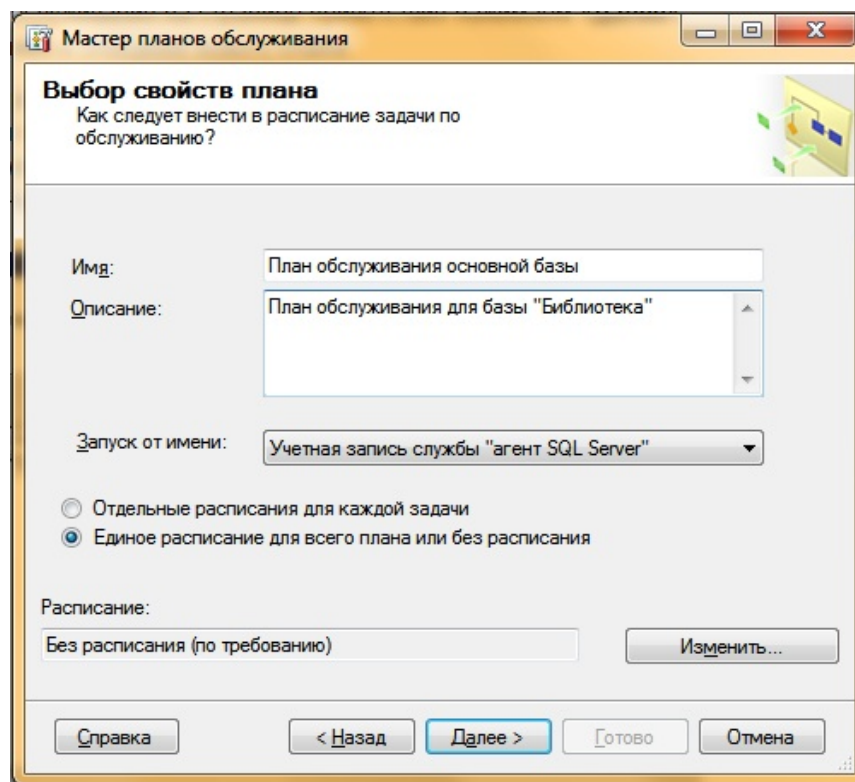 Мастер планов обслуживания
Выбор свойств плана
Как следует внести в расписание задачи по
обслуживанию?
Имя:
План обслуживания основной базы
Описание:
План обслуживания для базы "Библиотека"
Запуск от имени:
Учетная запись службы "агент SQL Server"
Отдельные расписания для каждой задачи
Единое расписание для всего плана или без расписания
Расписание:
Без расписания (по требованию)
Изменить...
Справка
< Назад
Далее >
Готово
Отмена